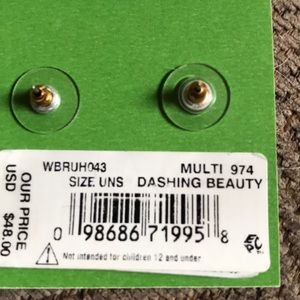 WBRUH043 MULTI 974
SIZE UNS DASHING BEAUTY
0 98686 71995 8
Not intended for children 12 and under
OUR PRICE
USD $48.00